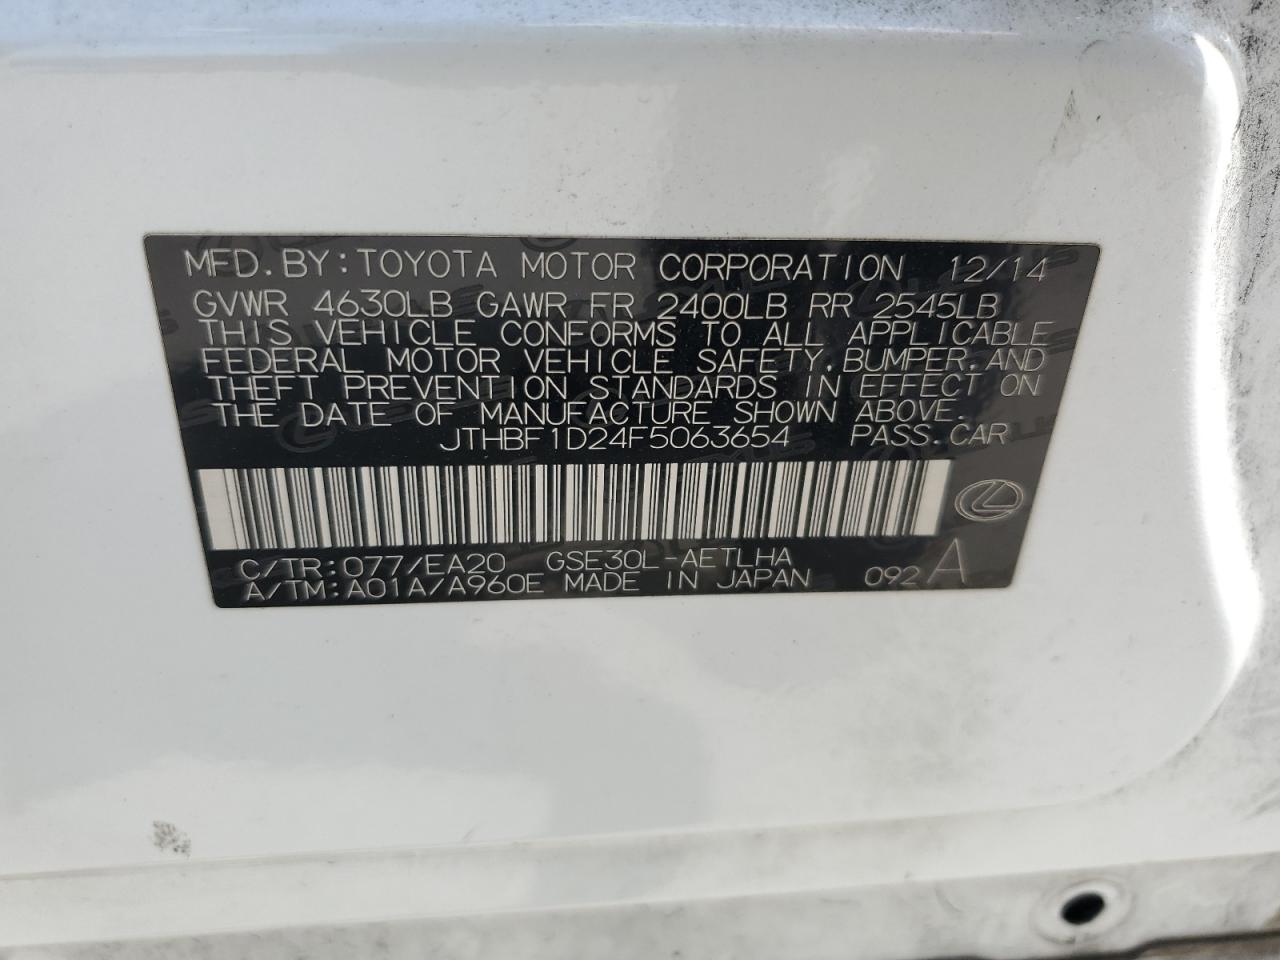 MFD.BY:TOYOTA MOTOR CORPORATION 12/14
GVWR 4630LB GAWR FR 2400LB RR 2545LB
THIS VEHICLE CONFORMS TO ALL APPLICABLE
FEDERAL MOTOR VEHICLE SAFETY,BUMPER,AND
THEFT PREVENTION STANDARDS IN EFFECT ON
THE DATE OF MANUFACTURE SHOWN ABOVE.
JTHBF1D24F5063654 PASS.CAR
C/TR:077/EA20 GSE30L-AETLHA
A/TM:A01A/A960E MADE IN JAPAN 092 A